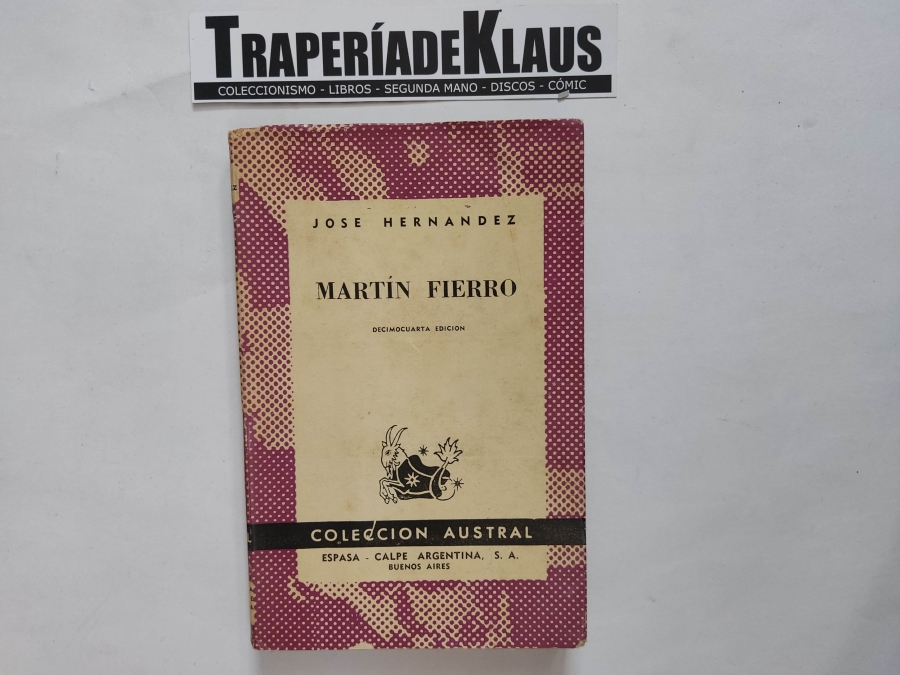 TRAPERÍADEKLAUS
COLECCIONISMO - LIBROS - SEGUNDA MANO - DISCOS - CÓMIC
JOSE HERNANDEZ
MARTÍN FIERRO
DECIMOCUARTA EDICION
COLECCION AUSTRAL
ESPASA - CALPE ARGENTINA, S. A.
BUENOS AIRES